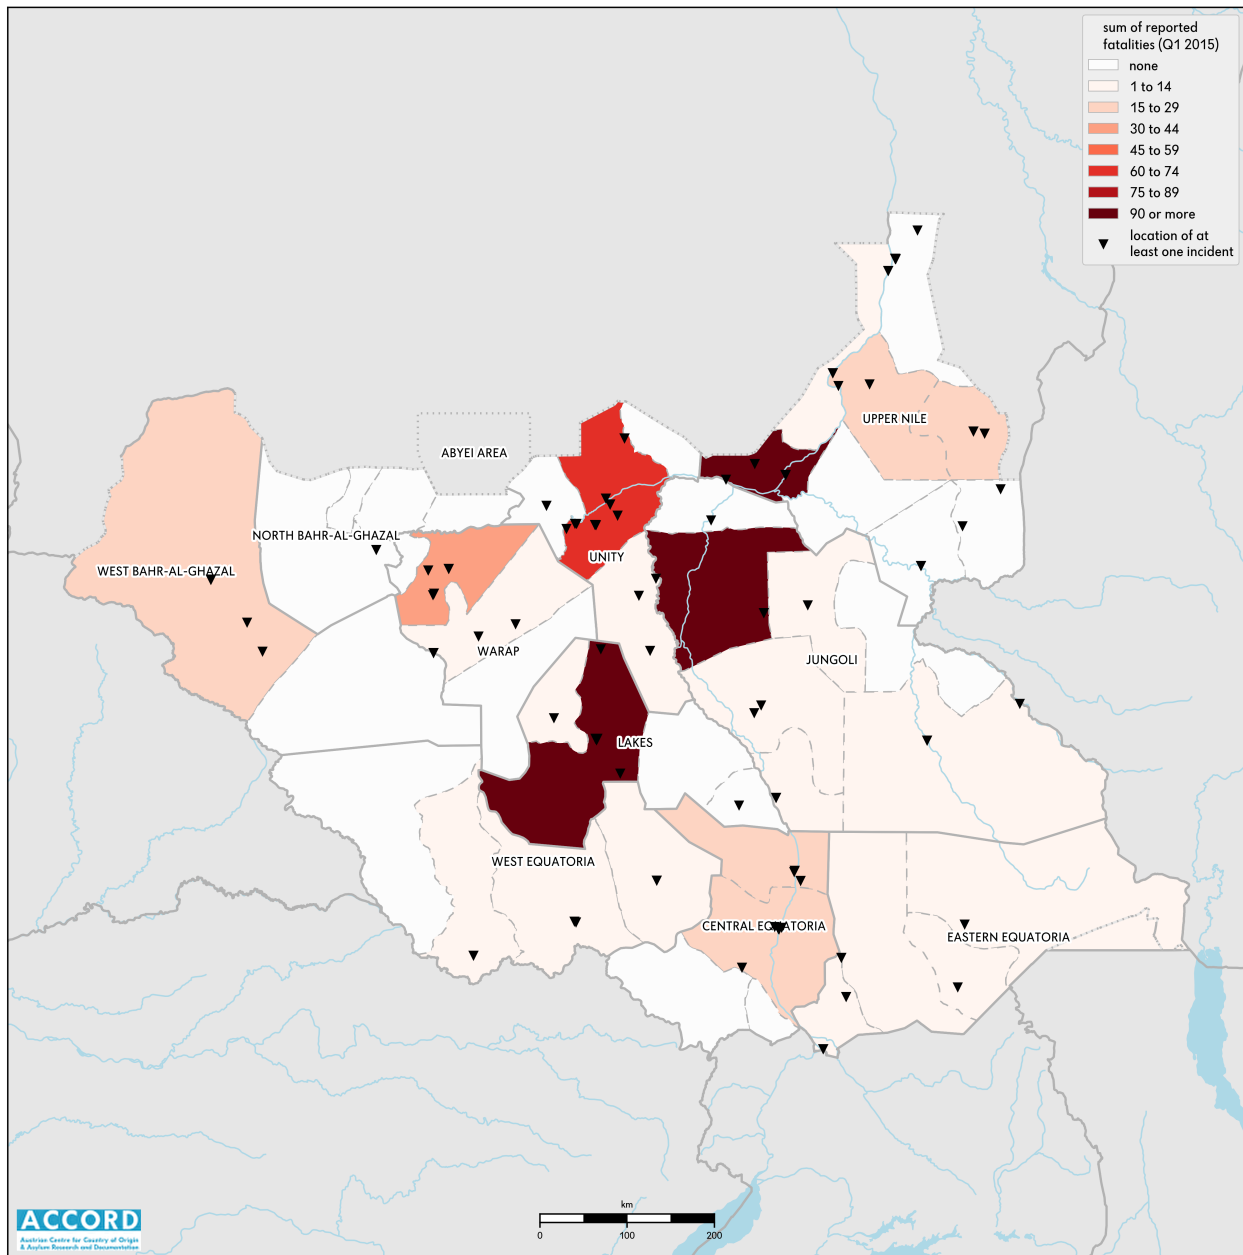 sum of reported
fatalities (Q1 2015)
none
1 to 14
15 to 29
30 to 44
45 to 59
60 to 74
75 to 89
90 or more
location of at
least one incident
UPPER NILE
ABYEI AREA
NORTH BAHR-AL-GHAZAL
UNITY
WEST BAHR-AL-GHAZAL
WARAP
JUNGOLI
LAKES
WEST EQUATORIA
CENTRAL EQUATORIA
EASTERN EQUATORIA
km
0 100 200
ACCORD
Austrian Centre for Country of Origin
& Asylum Research and Documentation